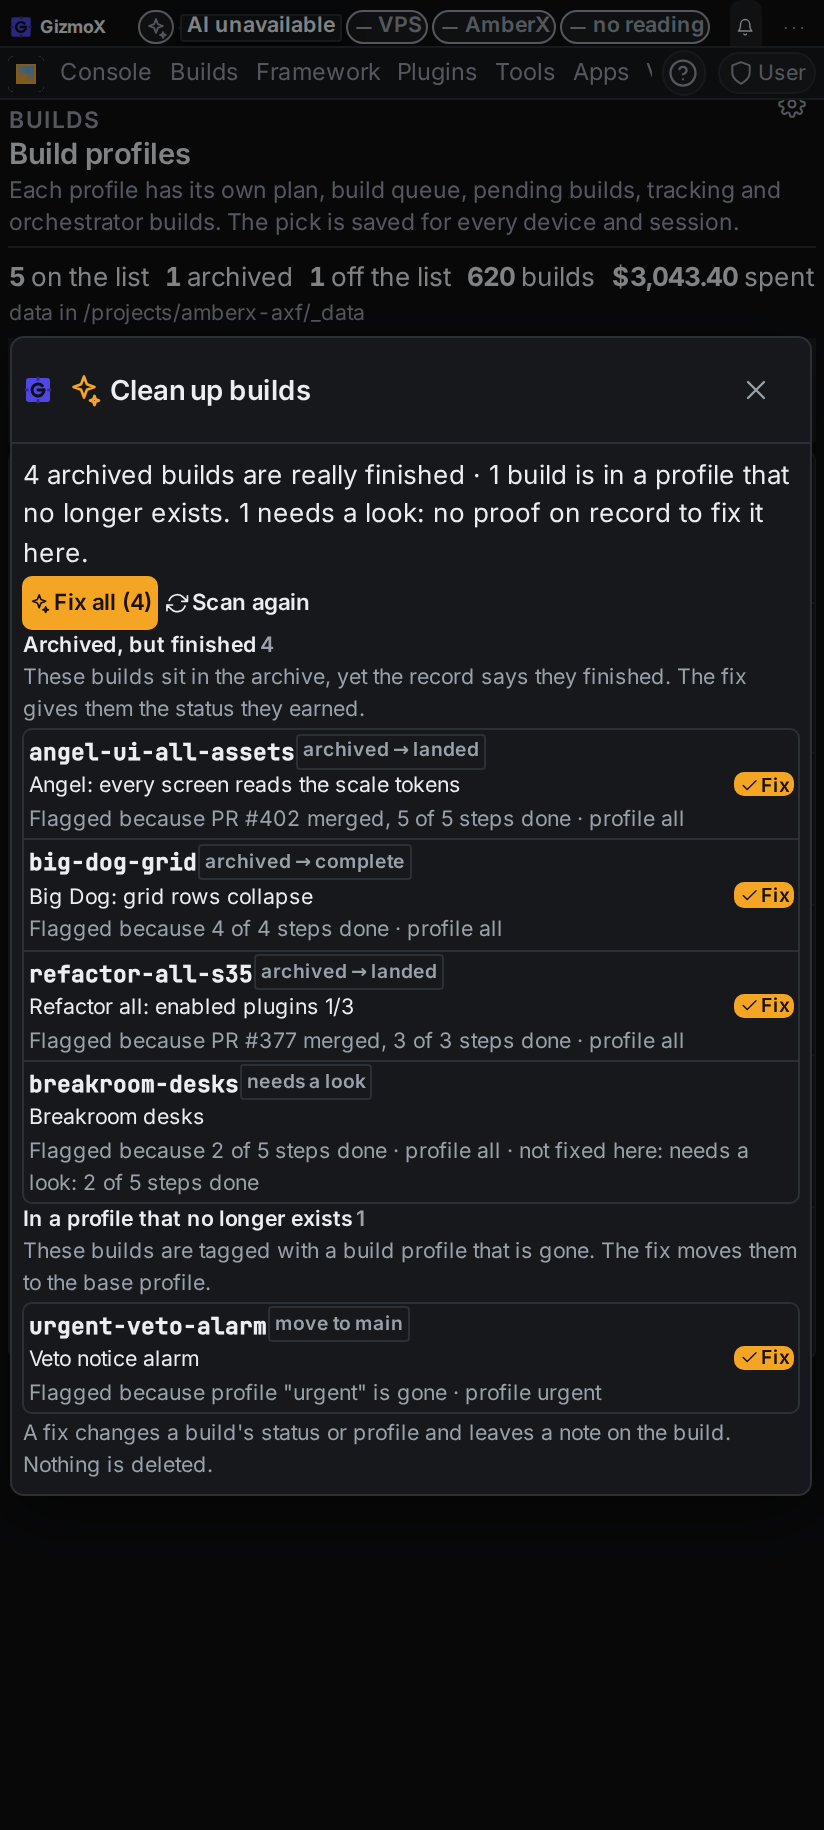 GizmoX AI unavailable — VPS — AmberX — no reading ...
Console Builds Framework Plugins Tools Apps User
BUILDS
Build profiles
Each profile has its own plan, build queue, pending builds, tracking and
orchestrator builds. The pick is saved for every device and session.
5 on the list 1 archived 1 off the list 620 builds $3,043.40 spent
data in /projects/amberx-axf/_data
Clean up builds
4 archived builds are really finished · 1 build is in a profile that
no longer exists. 1 needs a look: no proof on record to fix it
here.
Fix all (4) Scan again
Archived, but finished 4
These builds sit in the archive, yet the record says they finished. The fix
gives them the status they earned.
angel-ui-all-assets archived → landed
Angel: every screen reads the scale tokens
Fix
Flagged because PR #402 merged, 5 of 5 steps done · profile all
big-dog-grid archived → complete
Big Dog: grid rows collapse
Fix
Flagged because 4 of 4 steps done · profile all
refactor-all-s35 archived → landed
Refactor all: enabled plugins 1/3
Fix
Flagged because PR #377 merged, 3 of 3 steps done · profile all
breakroom-desks needs a look
Breakroom desks
Flagged because 2 of 5 steps done · profile all · not fixed here: needs a
look: 2 of 5 steps done
In a profile that no longer exists 1
These builds are tagged with a build profile that is gone. The fix moves them
to the base profile.
urgent-veto-alarm move to main
Veto notice alarm
Fix
Flagged because profile "urgent" is gone · profile urgent
A fix changes a build's status or profile and leaves a note on the build.
Nothing is deleted.